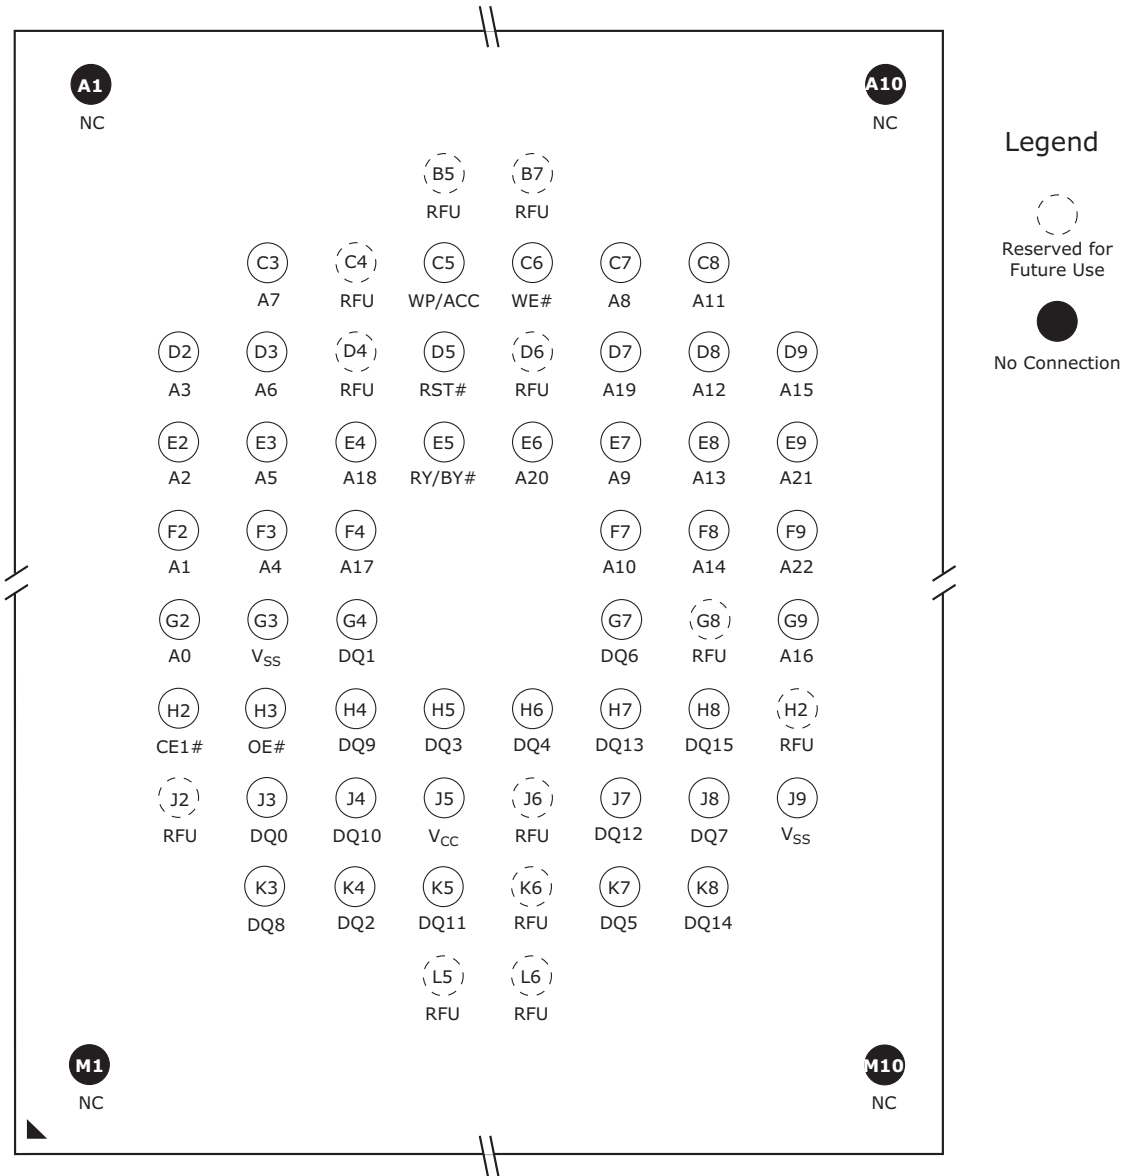 A1 A10
NC NC
Legend
B5 B7
RFU RFU
Reserved for
Future Use
C3 C4 C5 C6 C7 C8
A7 RFU WP/ACC WE# A8 A11
No Connection
D2 D3 D4 D5 D6 D7 D8 D9
A3 A6 RFU RST# RFU A19 A12 A15
E2 E3 E4 E5 E6 E7 E8 E9
A2 A5 A18 RY/BY# A20 A9 A13 A21
F2 F3 F4 F7 F8 F9
A1 A4 A17 A10 A14 A22
G2 G3 G4 G7 G8 G9
A0 VSS DQ1 DQ6 RFU A16
H2 H3 H4 H5 H6 H7 H8 H2
CE1# OE# DQ9 DQ3 DQ4 DQ13 DQ15 RFU
J2 J3 J4 J5 J6 J7 J8 J9
RFU DQ0 DQ10 VCC RFU DQ12 DQ7 VSS
K3 K4 K5 K6 K7 K8
DQ8 DQ2 DQ11 RFU DQ5 DQ14
L5 L6
RFU RFU
M1 M10
NC NC